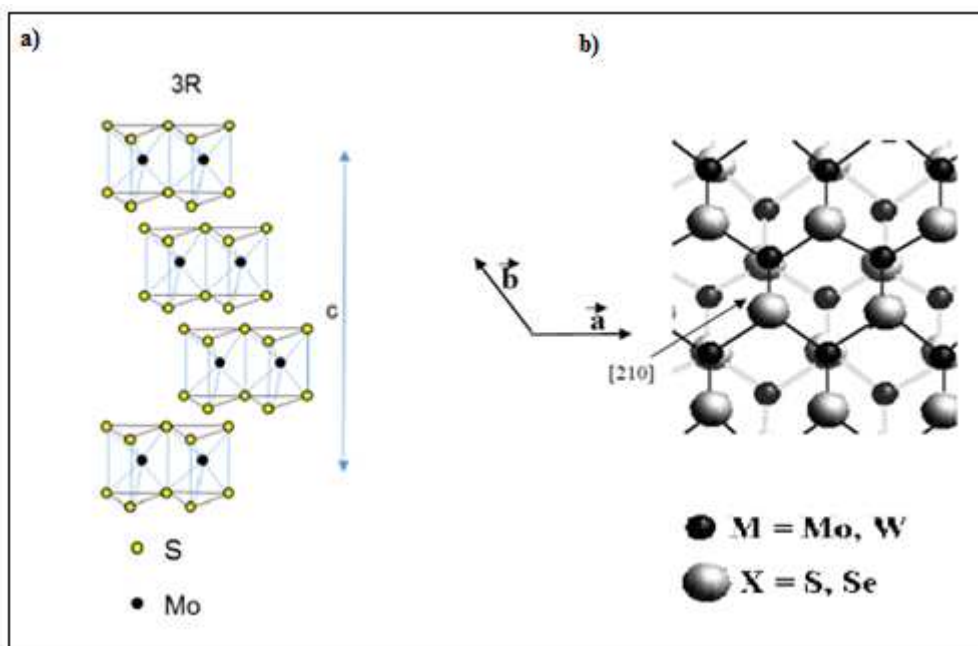 a)
3R
c
S
Mo
b)
b
a
[210]
M = Mo, W
X = S, Se